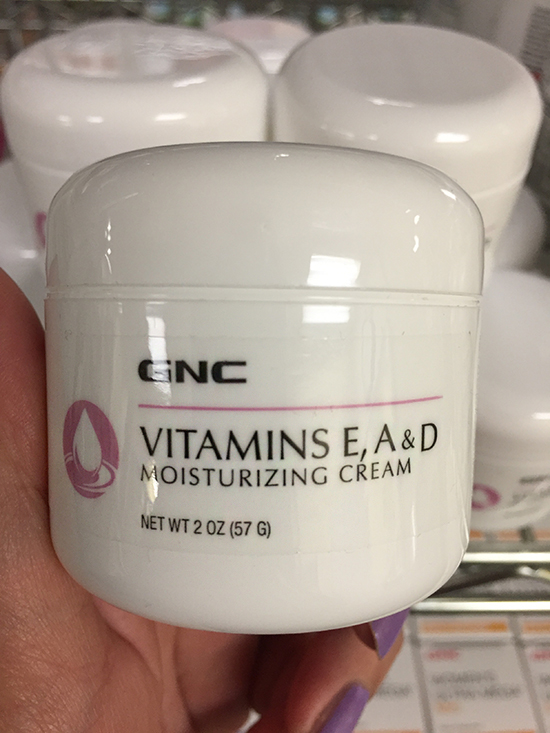 GNC
VITAMINS E, A & D
MOISTURIZING CREAM
NET WT 2 OZ (57 G)